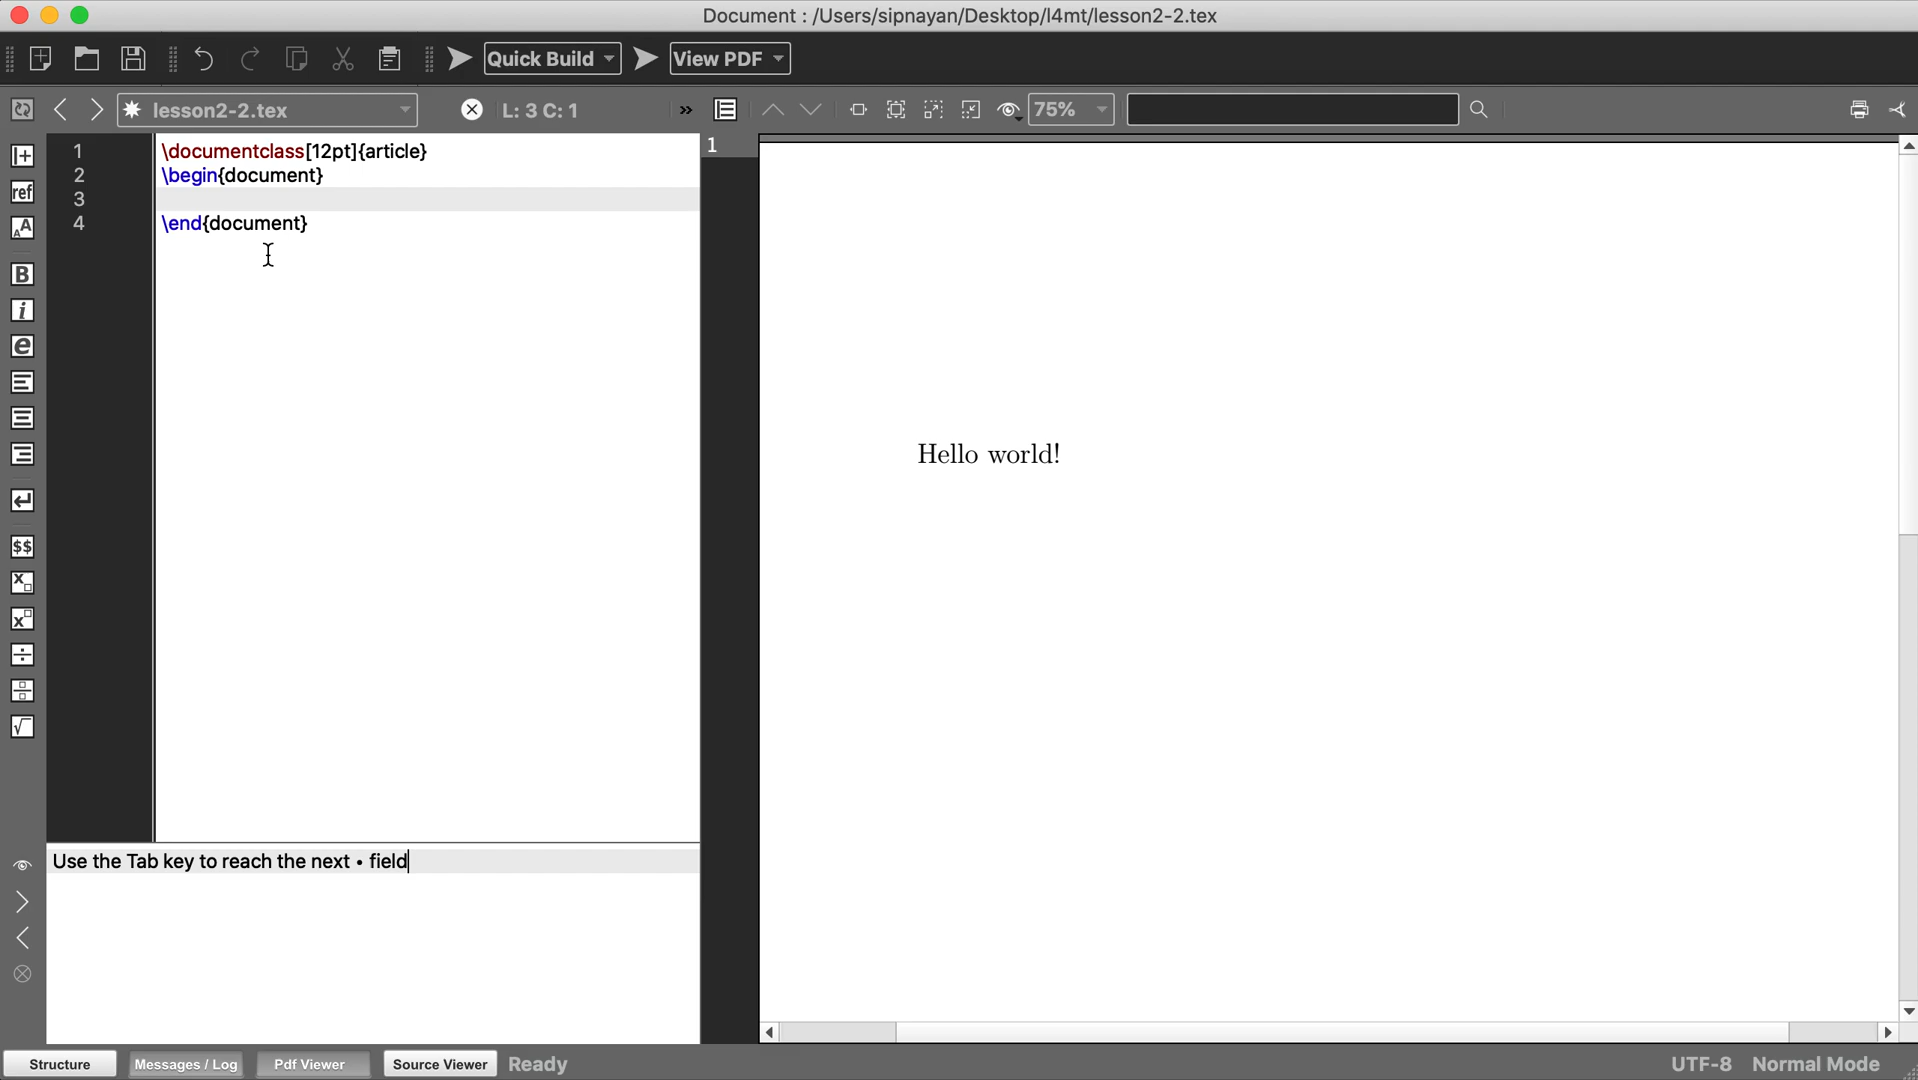 Document : /Users/sipnayan/Desktop/l4mt/lesson2-2.tex
Quick Build View PDF
lesson2-2.tex L: 3 C: 1 » 75%
1 \documentclass[12pt]{article}
2 \begin{document}
3
4 \end{document}
1
ref
A A
B
i
e
$$
x
x
Hello world!
Use the Tab key to reach the next • field
Structure Messages / Log Pdf Viewer Source Viewer Ready UTF-8 Normal Mode